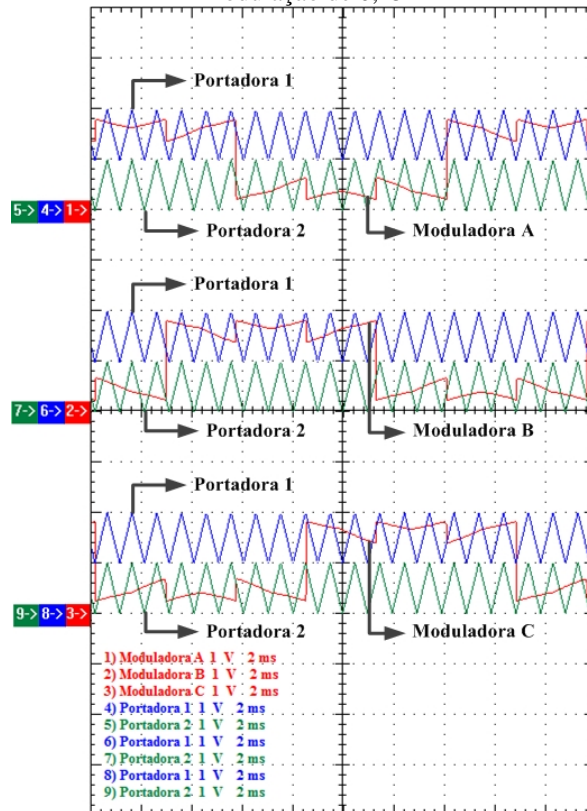 Portadora 1
5-> 4-> 1->
Portadora 2
Moduladora A
Portadora 1
7-> 6-> 2->
Portadora 2
Moduladora B
Portadora 1
9-> 8-> 3->
Portadora 2
Moduladora C
1) Moduladora A 1 V 2 ms
2) Moduladora B 1 V 2 ms
3) Moduladora C 1 V 2 ms
4) Portadora 1 1 V 2 ms
5) Portadora 2 1 V 2 ms
6) Portadora 1 1 V 2 ms
7) Portadora 2 1 V 2 ms
8) Portadora 1 1 V 2 ms
9) Portadora 2 1 V 2 ms